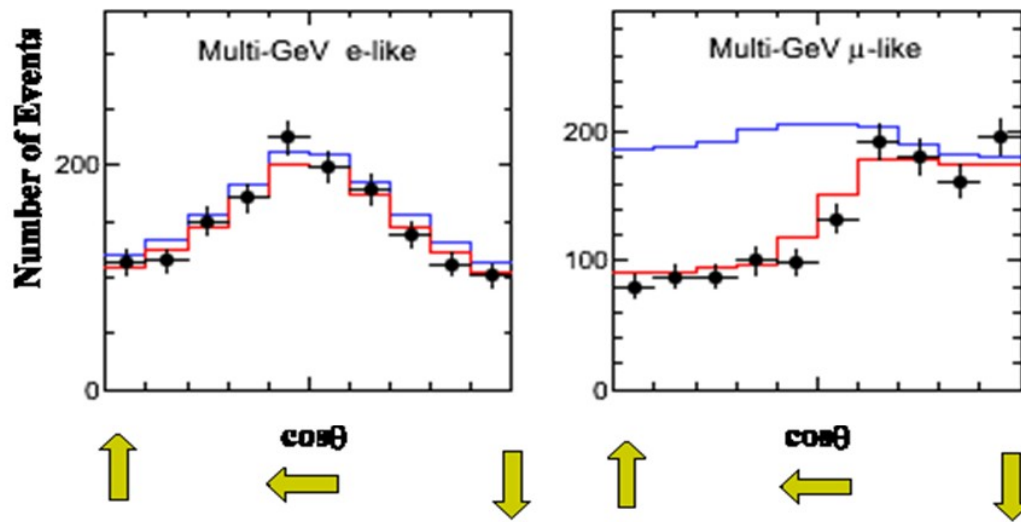 Number of Events
Multi-GeV e-like
200
0
cosθ
Multi-GeV μ-like
200
100
0
cosθ